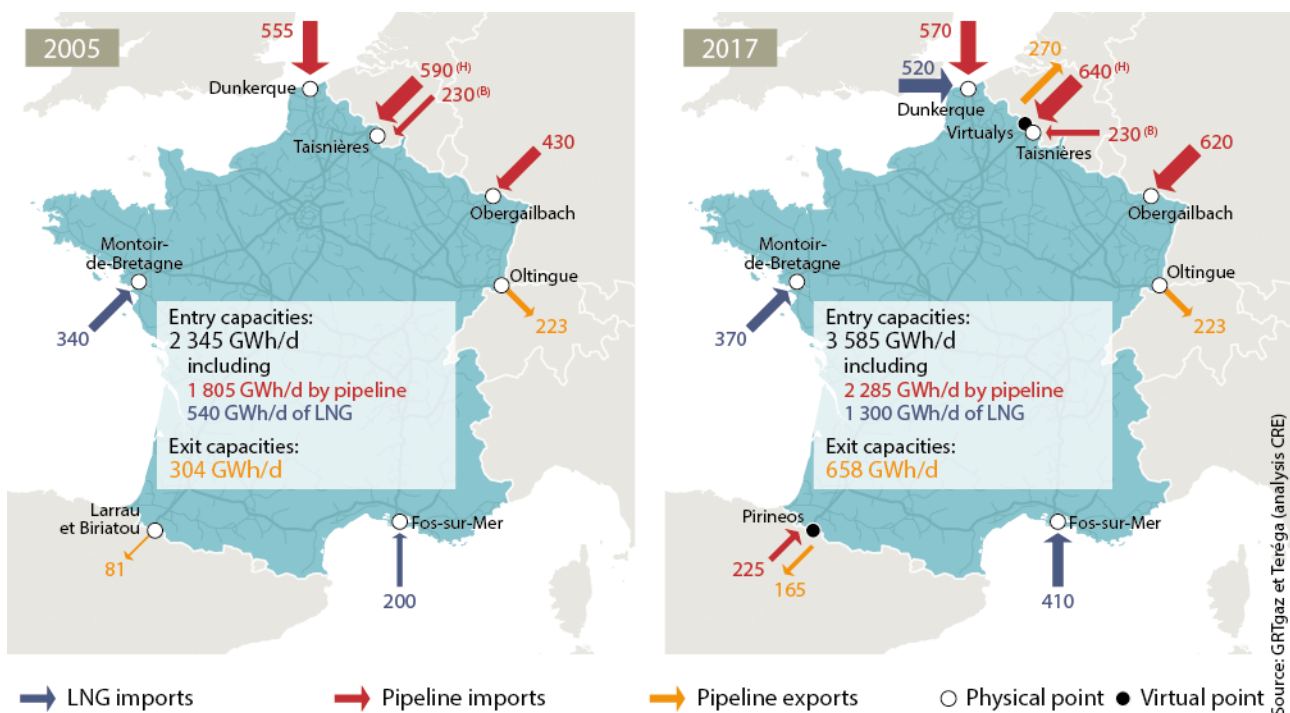 2005
555
Dunkerque
590 (H)
230 (B)
Taisnières
430
Obergailbach
Montoir-
de-Bretagne
340
Oltingue
223
Entry capacities:
2 345 GWh/d
including
1 805 GWh/d by pipeline
540 GWh/d of LNG
Exit capacities:
304 GWh/d
Larrau
et Biriatou
81
Fos-sur-Mer
200
2017
570
520
Dunkerque
270
640 (H)
Virtualys
Taisnières
230 (B)
620
Obergailbach
Montoir-
de-Bretagne
370
Oltingue
223
Entry capacities:
3 585 GWh/d
including
2 285 GWh/d by pipeline
1 300 GWh/d of LNG
Exit capacities:
658 GWh/d
Pirineos
225
165
Fos-sur-Mer
410
LNG imports
Pipeline imports
Pipeline exports
Physical point
Virtual point
Source: GRTgaz et Teréga (analysis CRE)